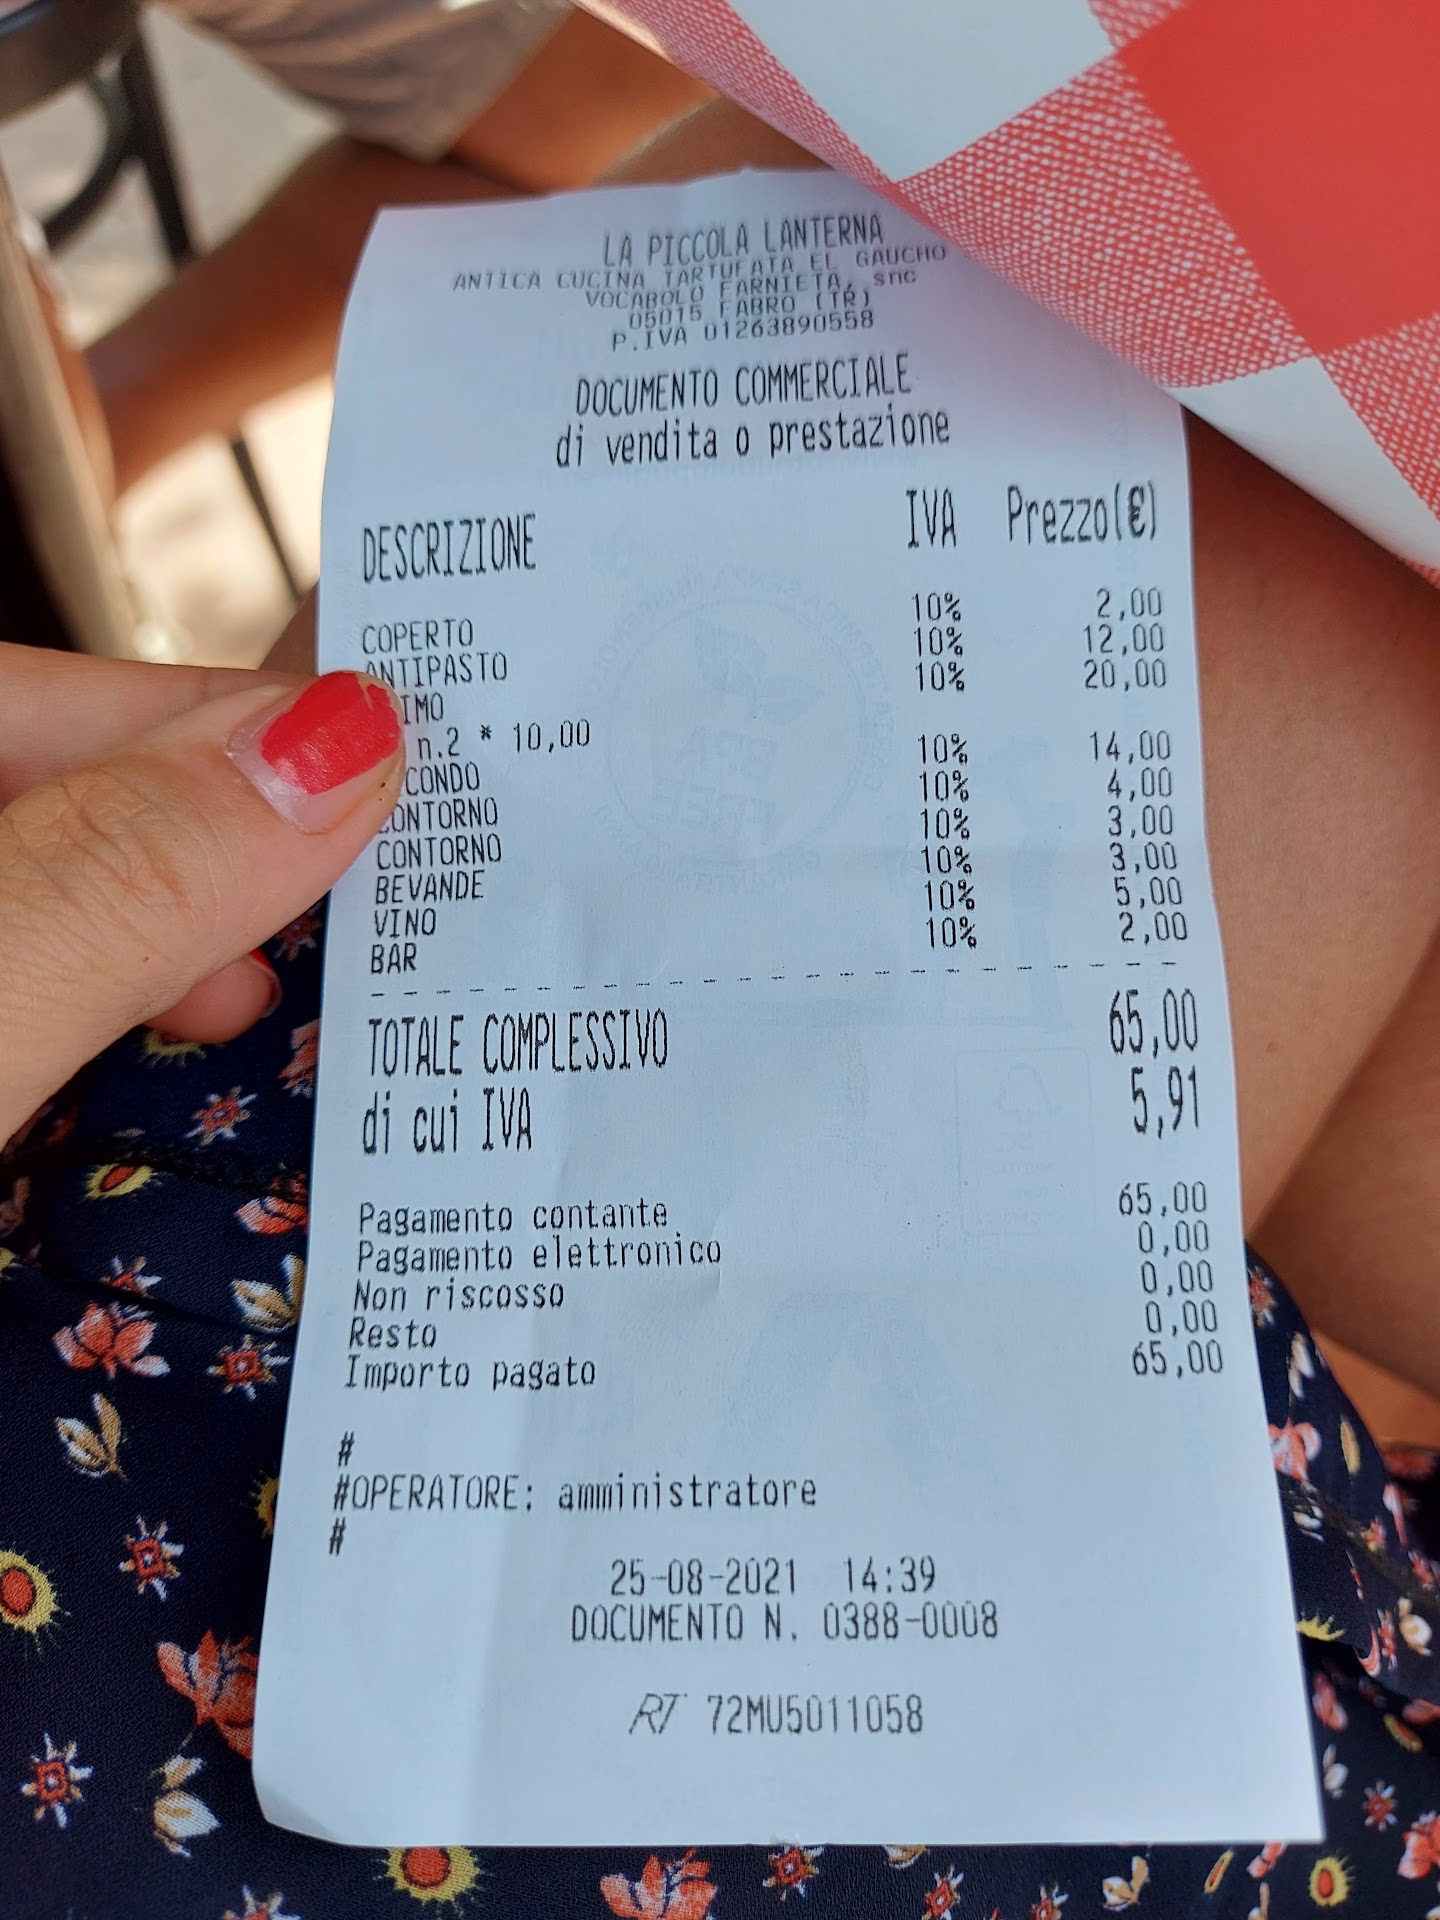 LA PICCOLA LANTERNA
ANTICA CUCINA TARTUFATA EL GAUCHO
VOCABOLO FARNIETA, snc
05015 FABRO (TR)
P.IVA 01263890558
DOCUMENTO COMMERCIALE
di vendita o prestazione
DESCRIZIONE IVA Prezzo(€)
COPERTO 10% 2,00
ANTIPASTO 10% 12,00
IMO 10% 20,00
n.2 * 10,00
CONDO 10% 14,00
CONTORNO 10% 4,00
CONTORNO 10% 3,00
BEVANDE 10% 3,00
VINO 10% 5,00
BAR 10% 2,00
TOTALE COMPLESSIVO 65,00
di cui IVA 5,91
Pagamento contante 65,00
Pagamento elettronico 0,00
Non riscosso 0,00
Resto 0,00
Importo pagato 65,00
#
#OPERATORE: amministratore
#
25-08-2021 14:39
DOCUMENTO N. 0388-0008
RT 72MU5011058